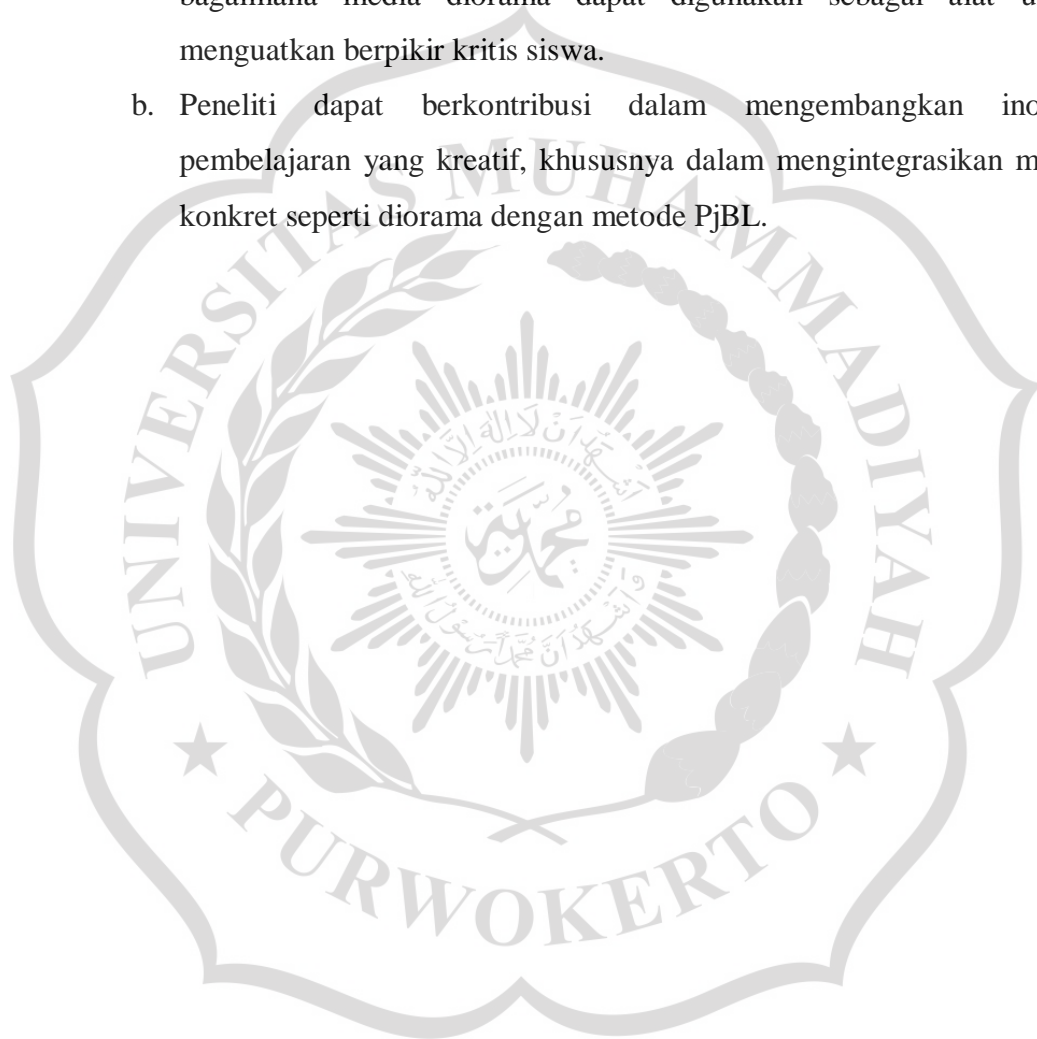 bagaimana media diorama dapat digunakan sebagai alat
menguatkan berpikir kritis siswa.
b. Peneliti dapat berkontribusi dalam mengembangkan
pembelajaran yang kreatif, khususnya dalam mengintegrasikan
konkret seperti diorama dengan metode PjBL.
UNIVERSITAS MUHAMMADIYAH
PURWOKERTO